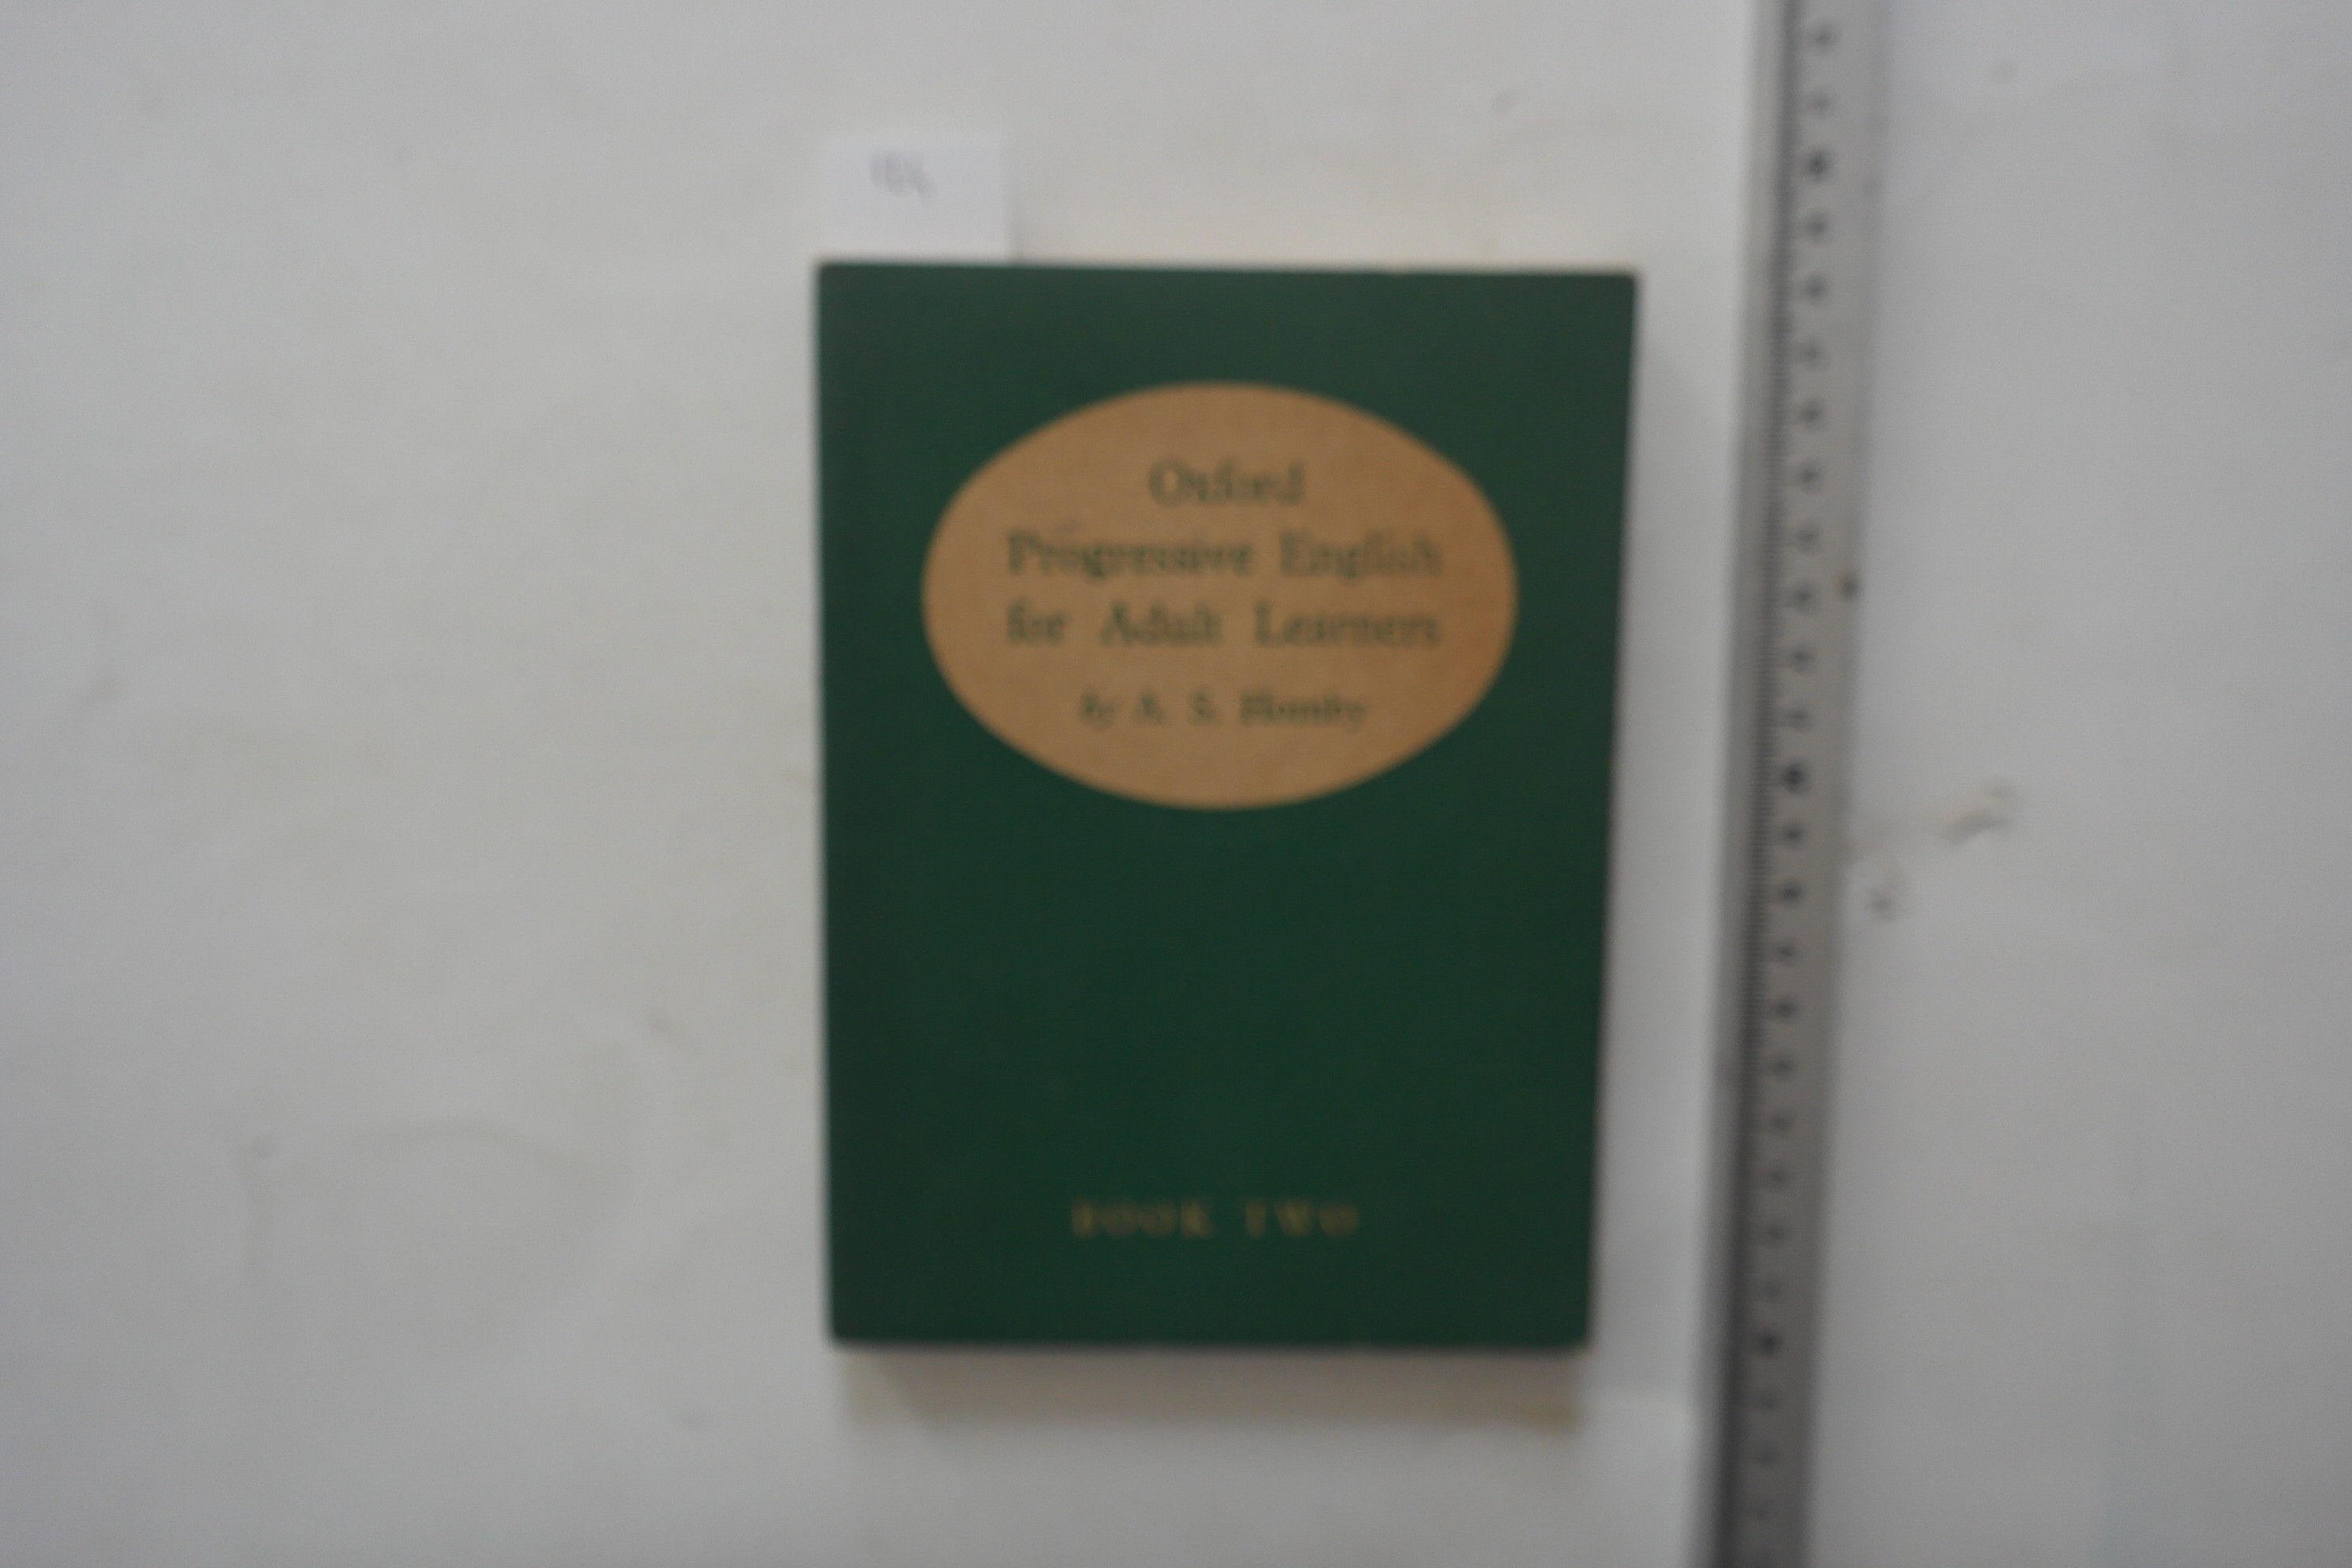 Oxford
Progressive English
for Adult Learners
by A. S. Hornby
BOOK TWO